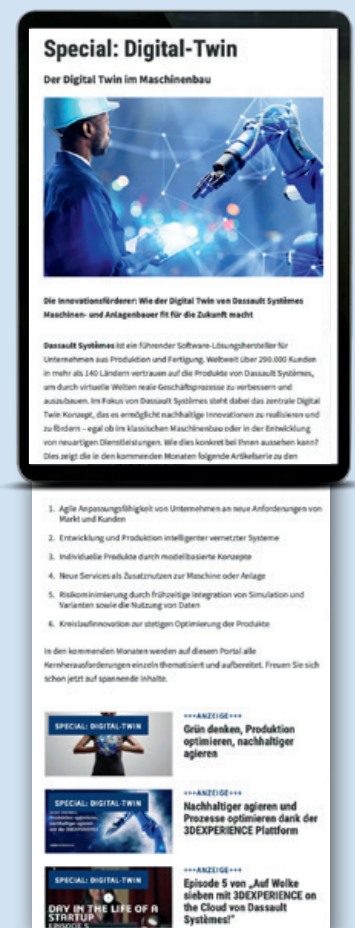 Special: Digital-Twin
Der Digital Twin im Maschinenbau
Die Innovationsförderer: Wie der Digital Twin von Dassault Systèmes
Maschinen- und Anlagenbauer fit für die Zukunft macht
Dassault Systèmes ist ein führender Software-Lösungshersteller für
Unternehmen aus Produktion und Fertigung. Weltweit über 290.000 Kunden
in mehr als 140 Ländern vertrauen auf die Produkte von Dassault Systèmes,
um durch virtuelle Welten reale Geschäftsprozesse zu verbessern und
auszubauen. Im Fokus von Dassault Systèmes steht dabei das zentrale Digital
Twin Konzept, das es ermöglicht nachhaltige Innovationen zu realisieren und
zu fördern – egal ob im klassischen Maschinenbau oder in der Entwicklung
von neuartigen Dienstleistungen. Wie dies konkret bei Ihnen aussehen kann?
Dies zeigt die in den kommenden Monaten folgende Artikelserie zu den
1. Agile Anpassungsfähigkeit von Unternehmen an neue Anforderungen von
Markt und Kunden
2. Entwicklung und Produktion intelligenter vernetzter Systeme
3. Individuelle Produkte durch modellbasierte Konzepte
4. Neue Services als Zusatznutzen zur Maschine oder Anlage
5. Risikominimierung durch frühzeitige Integration von Simulation und
Varianten sowie die Nutzung von Daten
6. Kreislaufinnovation zur stetigen Optimierung der Produkte
In den kommenden Monaten werden auf diesem Portal alle
Kernherausforderungen einzeln thematisiert und aufbereitet. Freuen Sie sich
schon jetzt auf spannende Inhalte.
SPECIAL: DIGITAL-TWIN
+++ANZEIGE+++
Grün denken, Produktion
optimieren, nachhaltiger
agieren
SPECIAL: DIGITAL-TWIN
Produktion optimieren,
nachhaltiger agieren
mit der 3DEXPERIENCE
+++ANZEIGE+++
Nachhaltiger agieren und
Prozesse optimieren dank der
3DEXPERIENCE Plattform
SPECIAL: DIGITAL-TWIN
DAY IN THE LIFE OF A
STARTUP
EPISODE 5
+++ANZEIGE+++
Episode 5 von „Auf Wolke
sieben mit 3DEXPERIENCE on
the Cloud von Dassault
Systèmes!"